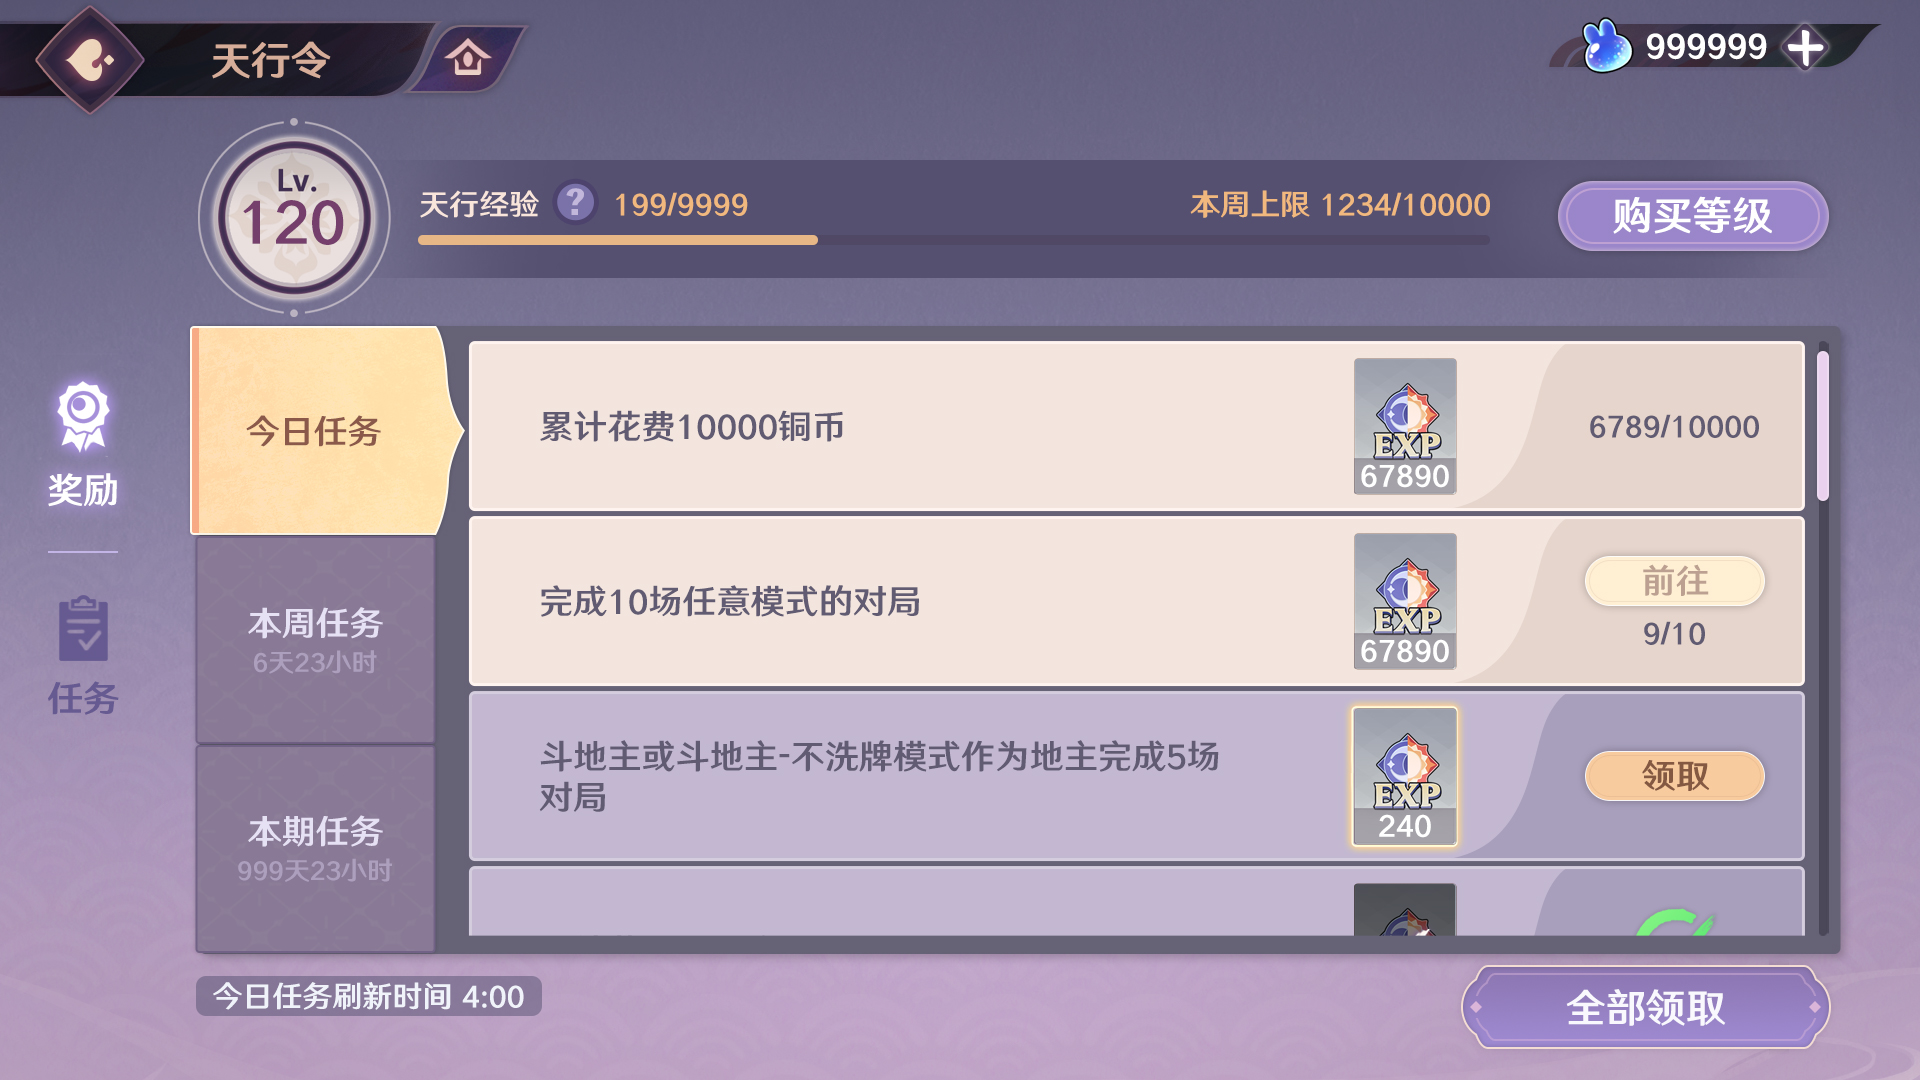 天行令
999999
Lv.
120
天行经验 ? 199/9999
本周上限 1234/10000
购买等级
奖励
任务
今日任务
本周任务
6天23小时
本期任务
999天23小时
累计花费10000铜币
EXP
67890
6789/10000
完成10场任意模式的对局
EXP
67890
前往
9/10
斗地主或斗地主-不洗牌模式作为地主完成5场
对局
EXP
240
领取
今日任务刷新时间 4:00
全部领取